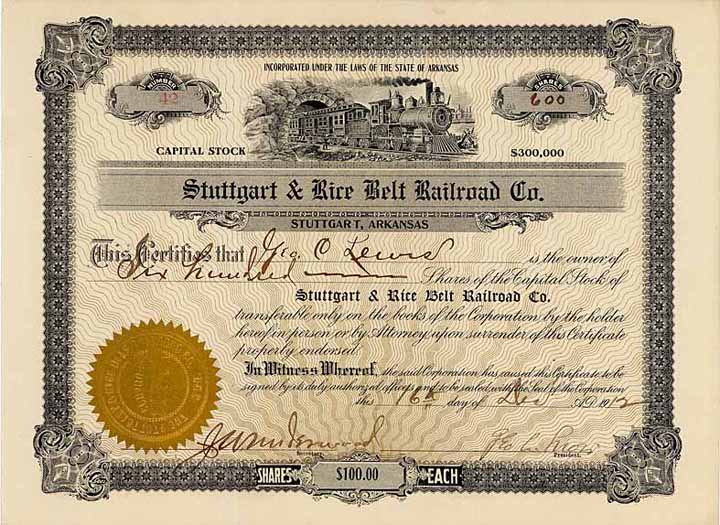 INCORPORATED UNDER THE LAWS OF THE STATE OF ARKANSAS
NUMBER
42
SHARES
600
CAPITAL STOCK
$300,000
Stuttgart & Rice Belt Railroad Co.
STUTTGART, ARKANSAS
This Certifies that Geo. C Lewis is the owner of
Six hundred Shares of the Capital Stock of
Stuttgart & Rice Belt Railroad Co.
transferable only on the books of the Corporation by the holder
hereof in person or by Attorney upon surrender of this Certificate
properly endorsed.
In Witness Whereof, the said Corporation has caused this Certificate to be
signed by its duly authorized officers and to be sealed with the Seal of the Corporation
this 16th day of Dec A.D. 1912
Secretary.
President.
SHARES $100.00 EACH